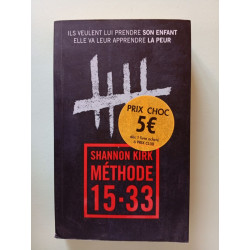 ILS VEULENT LUI PRENDRE SON ENFANT
ELLE VA LEUR APPRENDRE LA PEUR
PRIX CHOC
5€
SHANNON KIRK
MÉTHODE
15·33